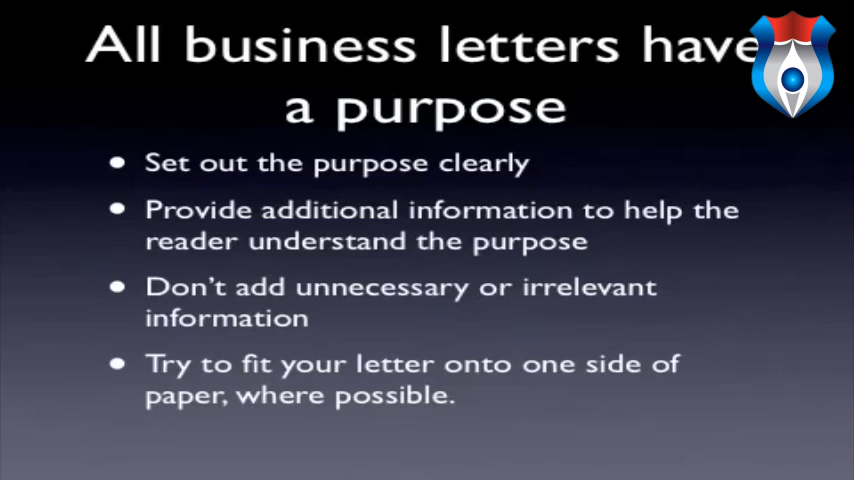 All business letters have
a purpose
• Set out the purpose clearly
• Provide additional information to help the
reader understand the purpose
• Don't add unnecessary or irrelevant
information
• Try to fit your letter onto one side of
paper, where possible.